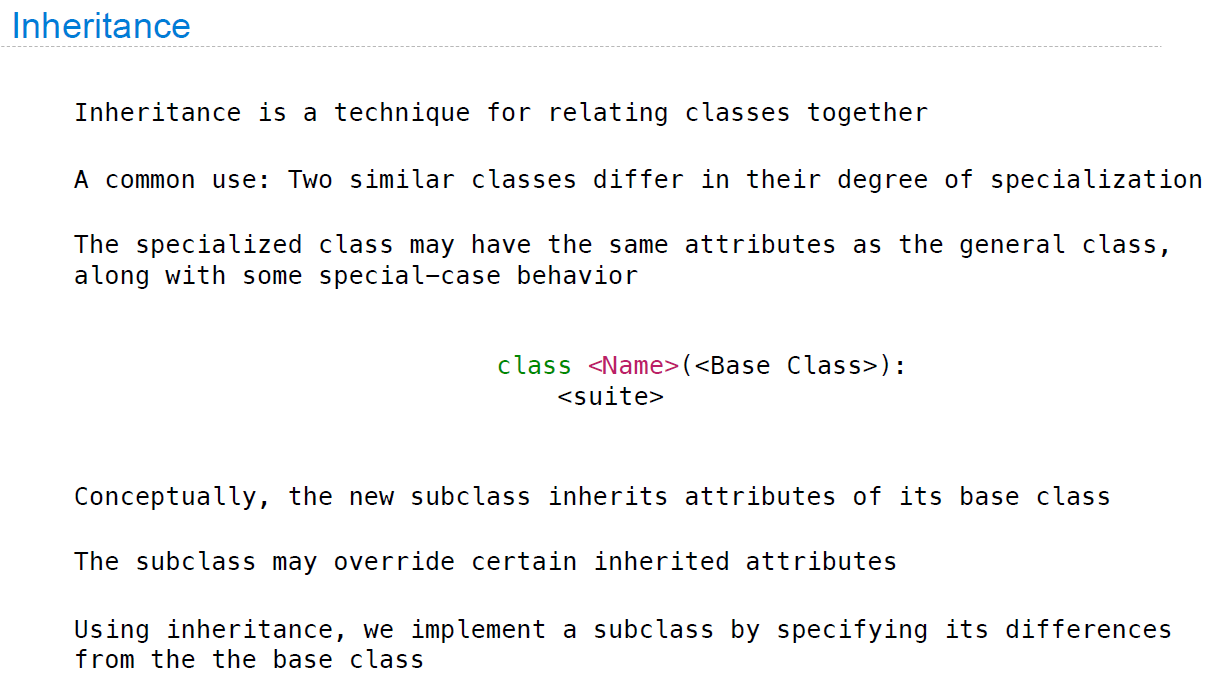 Inheritance
Inheritance is a technique for relating classes together
A common use: Two similar classes differ in their degree of specialization
The specialized class may have the same attributes as the general class,
along with some special-case behavior
class <Name>(<Base Class>):
    <suite>
Conceptually, the new subclass inherits attributes of its base class
The subclass may override certain inherited attributes
Using inheritance, we implement a subclass by specifying its differences
from the the base class